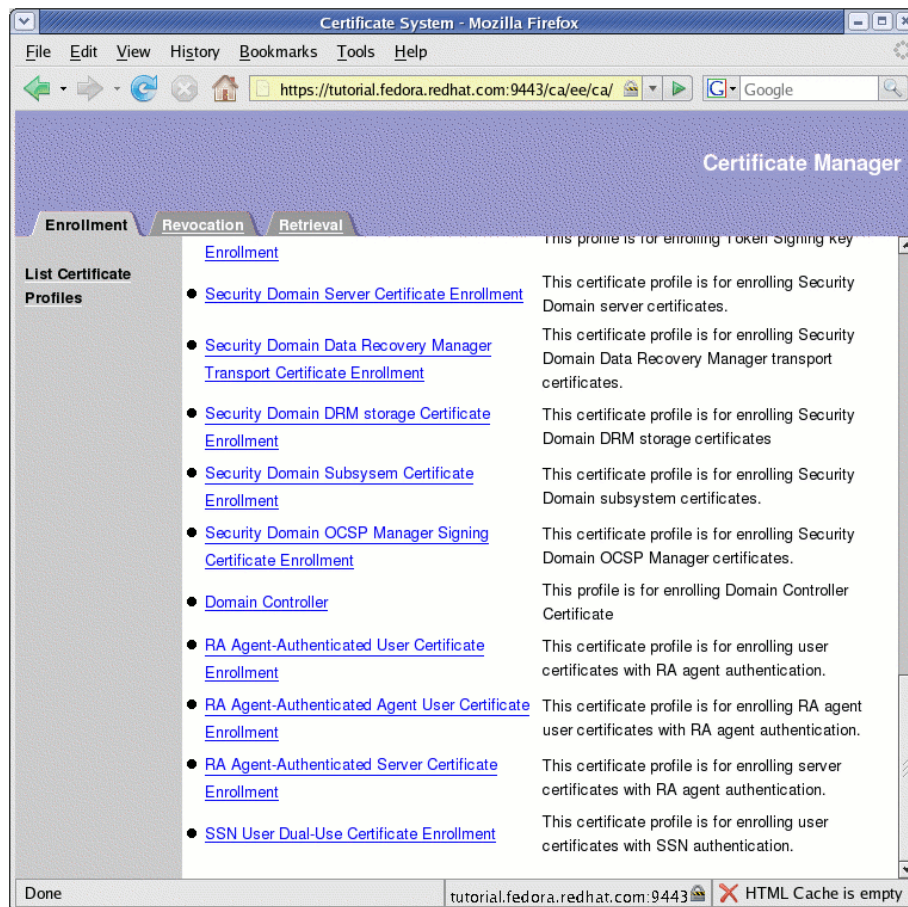 Certificate System - Mozilla Firefox
File Edit View History Bookmarks Tools Help
https://tutorial.fedora.redhat.com:9443/ca/ee/ca/
G Google
Certificate Manager
Enrollment Revocation Retrieval
List Certificate
Profiles
Enrollment
This profile is for enrolling Token Signing key
Security Domain Server Certificate Enrollment
This certificate profile is for enrolling Security
Domain server certificates.
Security Domain Data Recovery Manager
Transport Certificate Enrollment
This certificate profile is for enrolling Security
Domain Data Recovery Manager transport
certificates.
Security Domain DRM storage Certificate
Enrollment
This certificate profile is for enrolling Security
Domain DRM storage certificates
Security Domain Subsysem Certificate
Enrollment
This certificate profile is for enrolling Security
Domain subsystem certificates.
Security Domain OCSP Manager Signing
Certificate Enrollment
This certificate profile is for enrolling Security
Domain OCSP Manager certificates.
Domain Controller
This profile is for enrolling Domain Controller
Certificate
RA Agent-Authenticated User Certificate
Enrollment
This certificate profile is for enrolling user
certificates with RA agent authentication.
RA Agent-Authenticated Agent User Certificate
Enrollment
This certificate profile is for enrolling RA agent
user certificates with RA agent authentication.
RA Agent-Authenticated Server Certificate
Enrollment
This certificate profile is for enrolling server
certificates with RA agent authentication.
SSN User Dual-Use Certificate Enrollment
This certificate profile is for enrolling user
certificates with SSN authentication.
Done
tutorial.fedora.redhat.com:9443
HTML Cache is empty